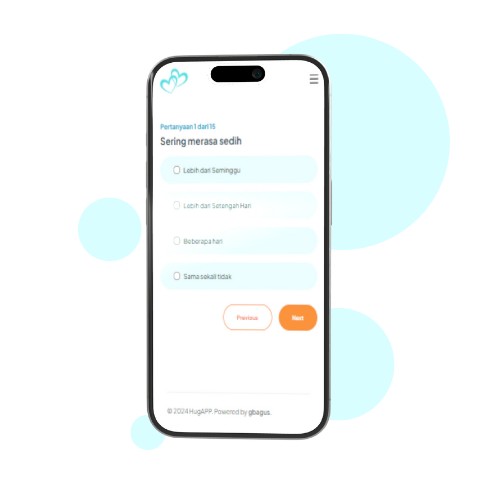 Pertanyaan 1 dari 15
Sering merasa sedih
Lebih dari Seminggu
Lebih dari Setengah Hari
Beberapa hari
Sama sekali tidak
Previous
Next
© 2024 HugAPP. Powered by gbagus.